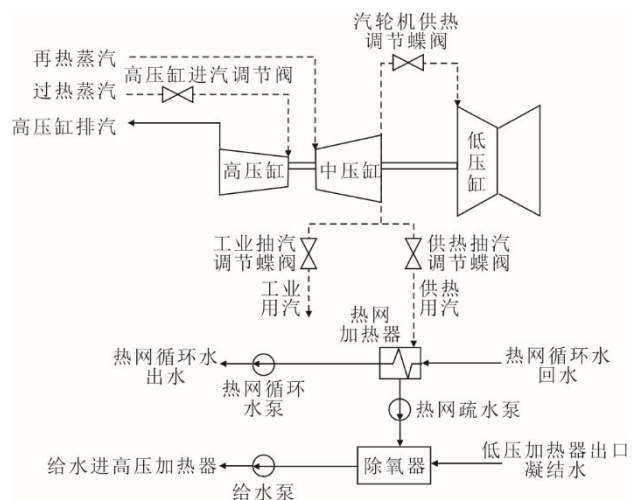 汽轮机供热
调节蝶阀
再热蒸汽
高压缸进汽调节阀
过热蒸汽
高压缸排汽
高压缸
中压缸
低压缸
工业抽汽
调节蝶阀
供热抽汽
调节蝶阀
工业
用汽
供热
用汽
热网
加热器
热网循环水
出水
热网循环
水泵
热网循环水
回水
热网疏水泵
给水进高压加热器
给水泵
除氧器
低压加热器出口
凝结水